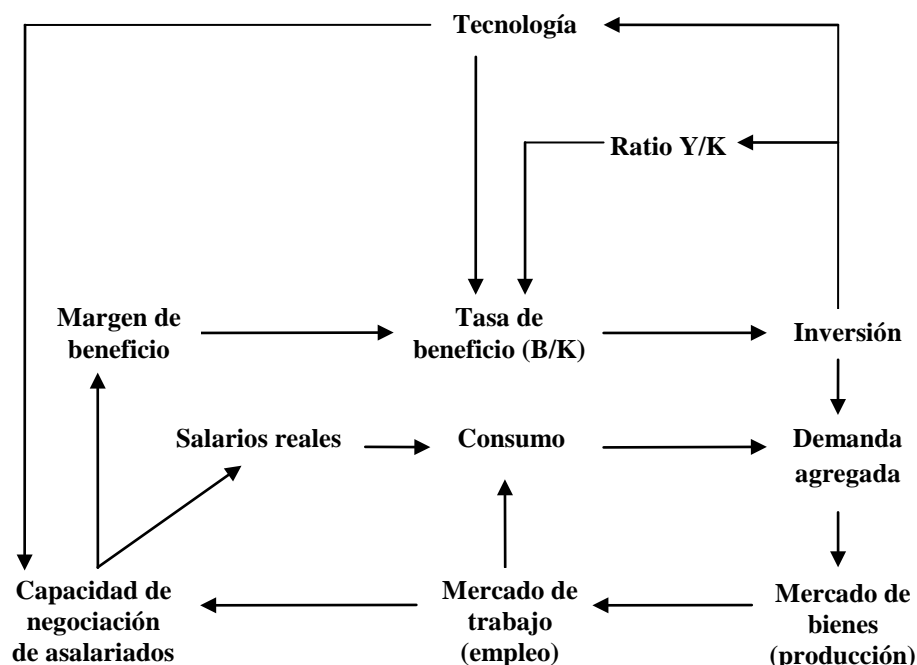 Tecnología
Ratio Y/K
Margen de
beneficio
Tasa de
beneficio (B/K)
Inversión
Salarios reales
Consumo
Demanda
agregada
Capacidad de
negociación
de asalariados
Mercado de
trabajo
(empleo)
Mercado de
bienes
(producción)